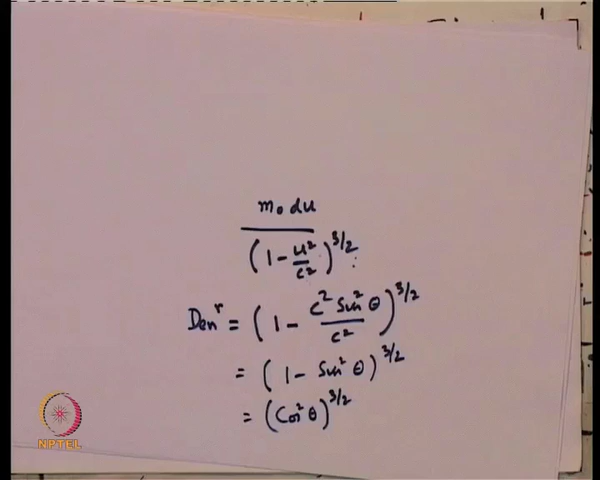 m₀ du
(1 - u²/c²)^3/2
Denʳ = (1 - c² Sin² θ / c²)^3/2
= (1 - Sin² θ)^3/2
= (Cos² θ)^3/2
NPTEL